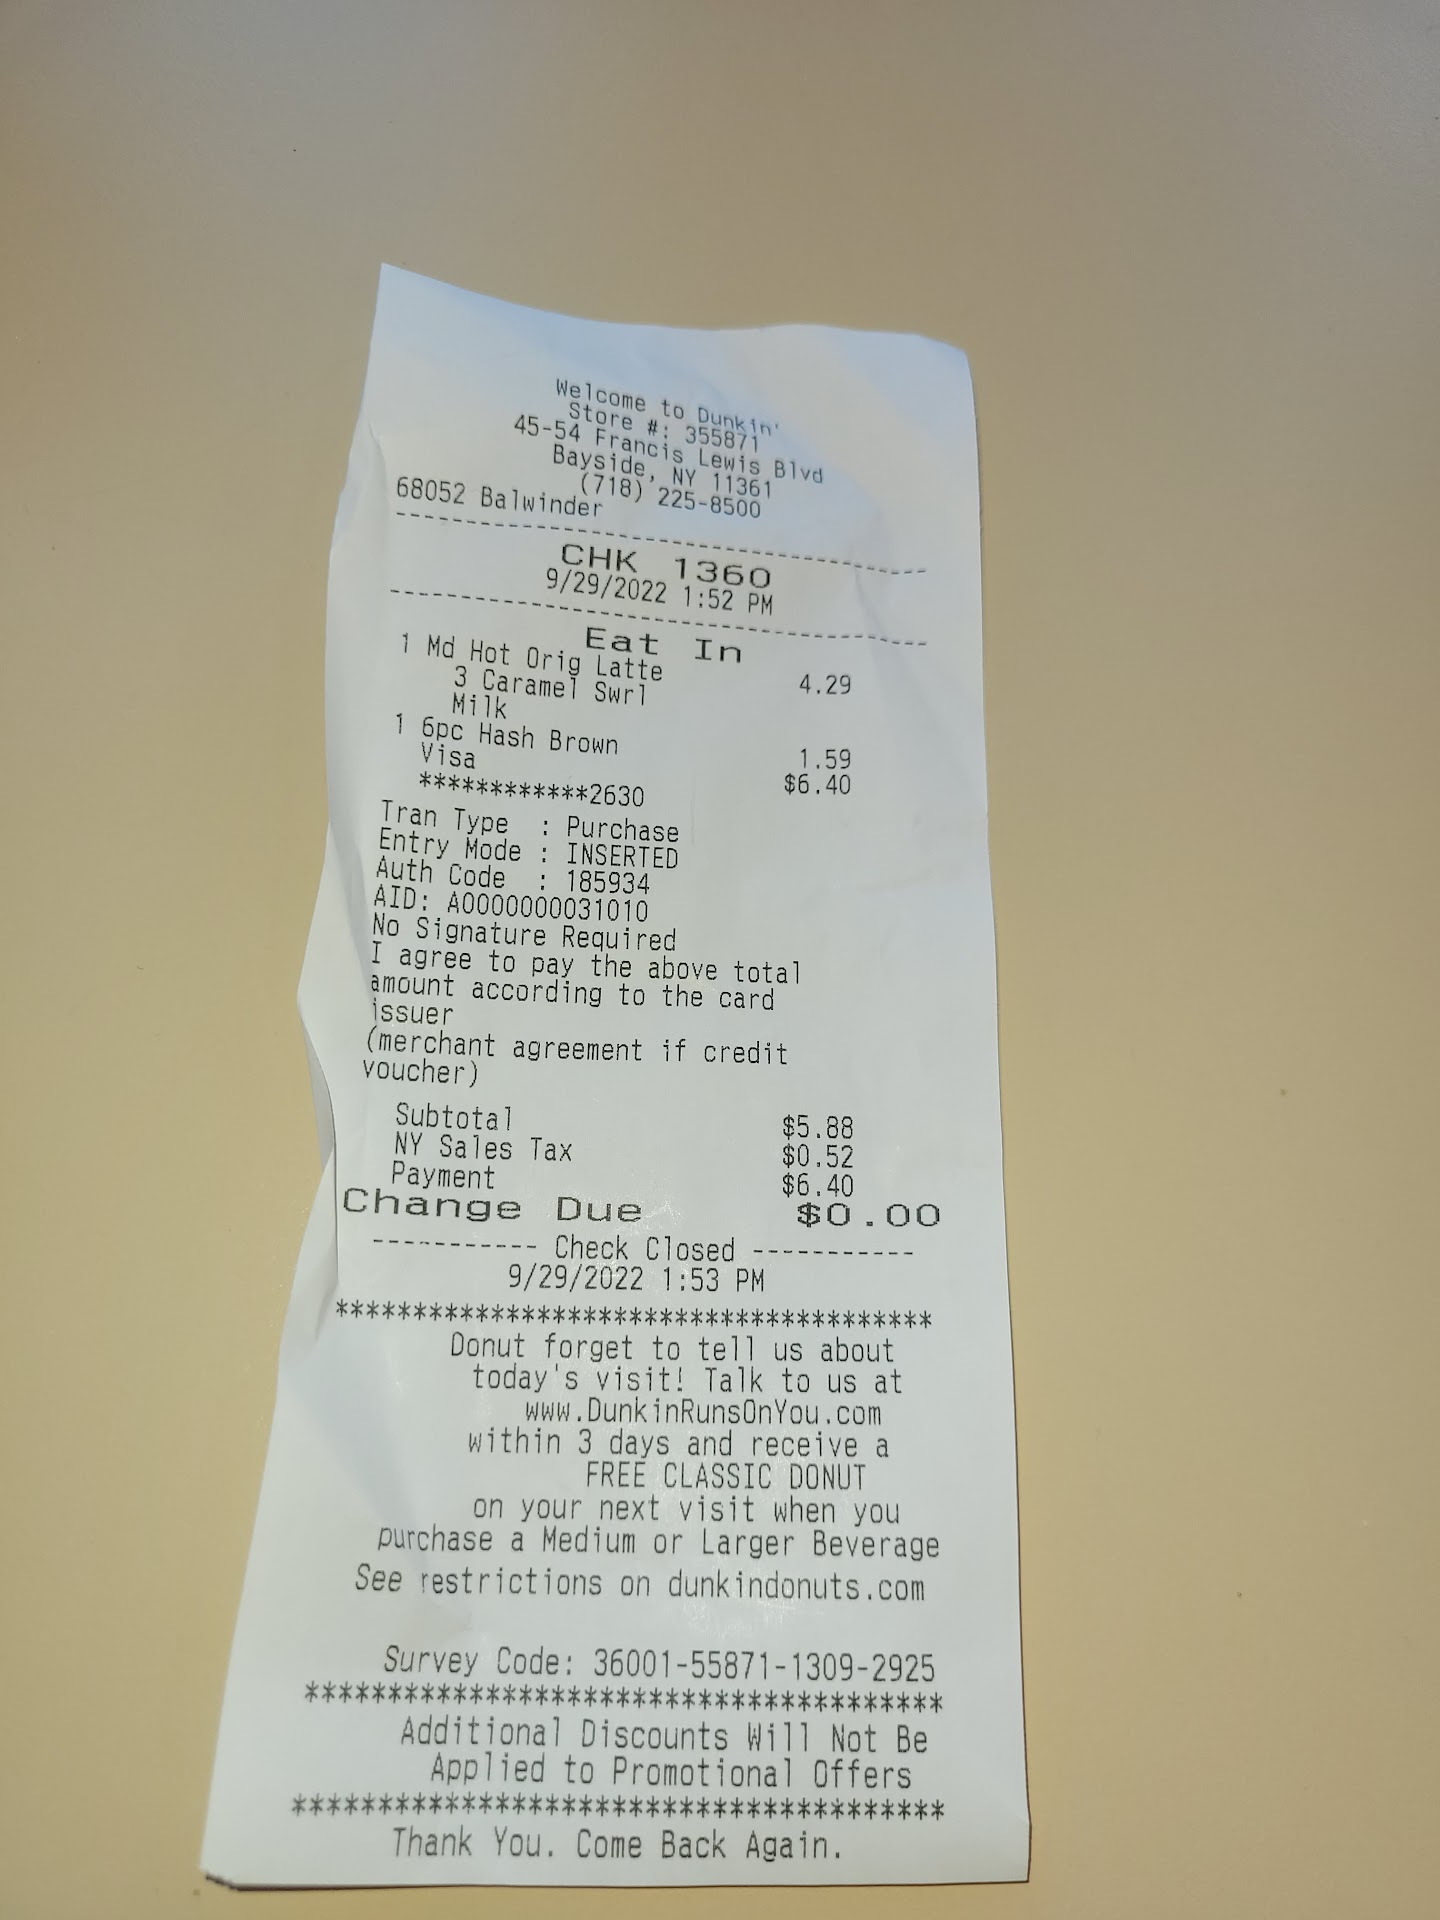 Welcome to Dunkin'
Store #: 355871
45-54 Francis Lewis Blvd
Bayside, NY 11361
(718) 225-8500
68052 Balwinder
--------------------------------------
CHK 1360
9/29/2022 1:52 PM
--------------------------------------
Eat In
1 Md Hot Orig Latte 4.29
3 Caramel Swrl
Milk
1 6pc Hash Brown 1.59
Visa $6.40
************2630
Tran Type : Purchase
Entry Mode : INSERTED
Auth Code : 185934
AID: A0000000031010
No Signature Required
I agree to pay the above total
amount according to the card
issuer
(merchant agreement if credit
voucher)
Subtotal $5.88
NY Sales Tax $0.52
Payment $6.40
Change Due $0.00
----------- Check Closed -----------
9/29/2022 1:53 PM
***************************************
Donut forget to tell us about
today's visit! Talk to us at
www.DunkinRunsOnYou.com
within 3 days and receive a
FREE CLASSIC DONUT
on your next visit when you
purchase a Medium or Larger Beverage
See restrictions on dunkindonuts.com
Survey Code: 36001-55871-1309-2925
***************************************
Additional Discounts Will Not Be
Applied to Promotional Offers
***************************************
Thank You. Come Back Again.